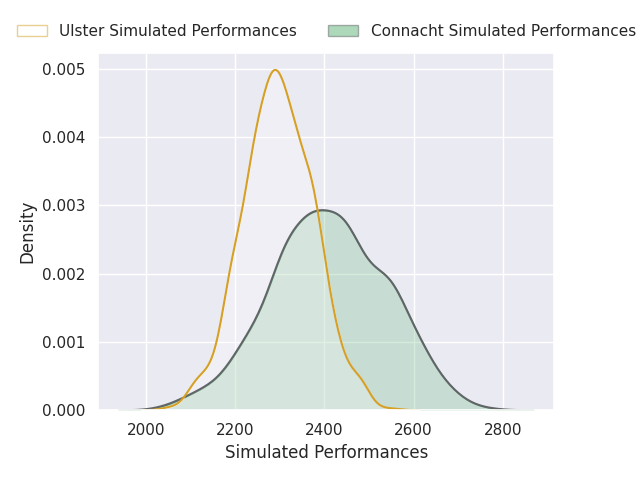 Ulster Simulated Performances
Connacht Simulated Performances
0.005
0.004
0.003
0.002
0.001
0.000
Density
2000 2200 2400 2600 2800
Simulated Performances